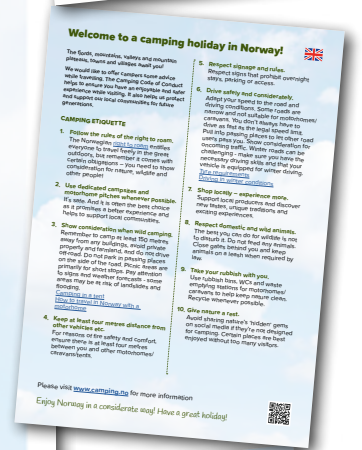 Welcome to a camping holiday in Norway!
The fjords, mountains, valleys and mountain
plateaus, towns and villages await you!
We would like to offer campers some advice
while travelling. The Camping Code of Conduct
helps to ensure you have an enjoyable and safer
experience while visiting. It also helps us protect
and support our local communities for future
generations.
CAMPING ETIQUETTE
1. Follow the rules of the right to roam.
The Norwegian right to roam entitles
everyone to travel freely in the great
outdoors, but remember it comes with
certain obligations – you need to show
consideration for nature, wildlife and
other people!
2. Use dedicated campsites and
motorhome pitches whenever possible.
It's safe. And it is often the best choice
as it promises a better experience and
helps to support local communities.
3. Show consideration when camping.
Remember to camp at least 150 metres
away from any buildings, avoid private
property and farmland, and do not drive
off-road. Do not park in passing places
on the side of the road. Picnic areas are
primarily for short stops. Pay attention
to signs and weather forecasts - some
areas may be at risk of landslides and
flooding.
Camping in a tent
How to travel in Norway with a
motorhome
4. Keep at least four metres distance from
other vehicles etc.
For reasons of fire safety and comfort,
ensure there is at least four metres
between you and other motorhomes/
caravans/tents.
5. Respect signage and rules.
Respect signs that prohibit overnight
stays, parking or access.
6. Drive safely and considerately.
Adapt your speed to the road and
driving conditions. Some roads are
narrow and not suitable for motorhomes/
caravans. You don't always have to
drive as fast as the legal speed limit.
Pull into passing places to let other road
users pass you. Show consideration for
oncoming traffic. Winter roads can be
challenging - make sure you have the
necessary driving skills and that your
vehicle is equipped for winter driving.
Tyre requirements
Driving in winter conditions
7. Shop locally – experience more.
Support local producers and discover
new tastes, unique traditions and
exciting experiences.
8. Respect domestic and wild animals.
The best you can do for wildlife is not
to disturb it. Do not feed any animals.
Close gates behind you and keep
animals on a leash when required by
law.
9. Take your rubbish with you.
Use rubbish bins, WCs and waste
emptying stations for motorhomes/
caravans to help keep nature clean.
Recycle whenever possible.
10. Give nature a rest.
Avoid sharing nature's "hidden" gems
on social media if they're not designed
for camping. Certain places are best
enjoyed without too many visitors.
Please visit www.camping.no for more information
Enjoy Norway in a considerate way! Have a great holiday!